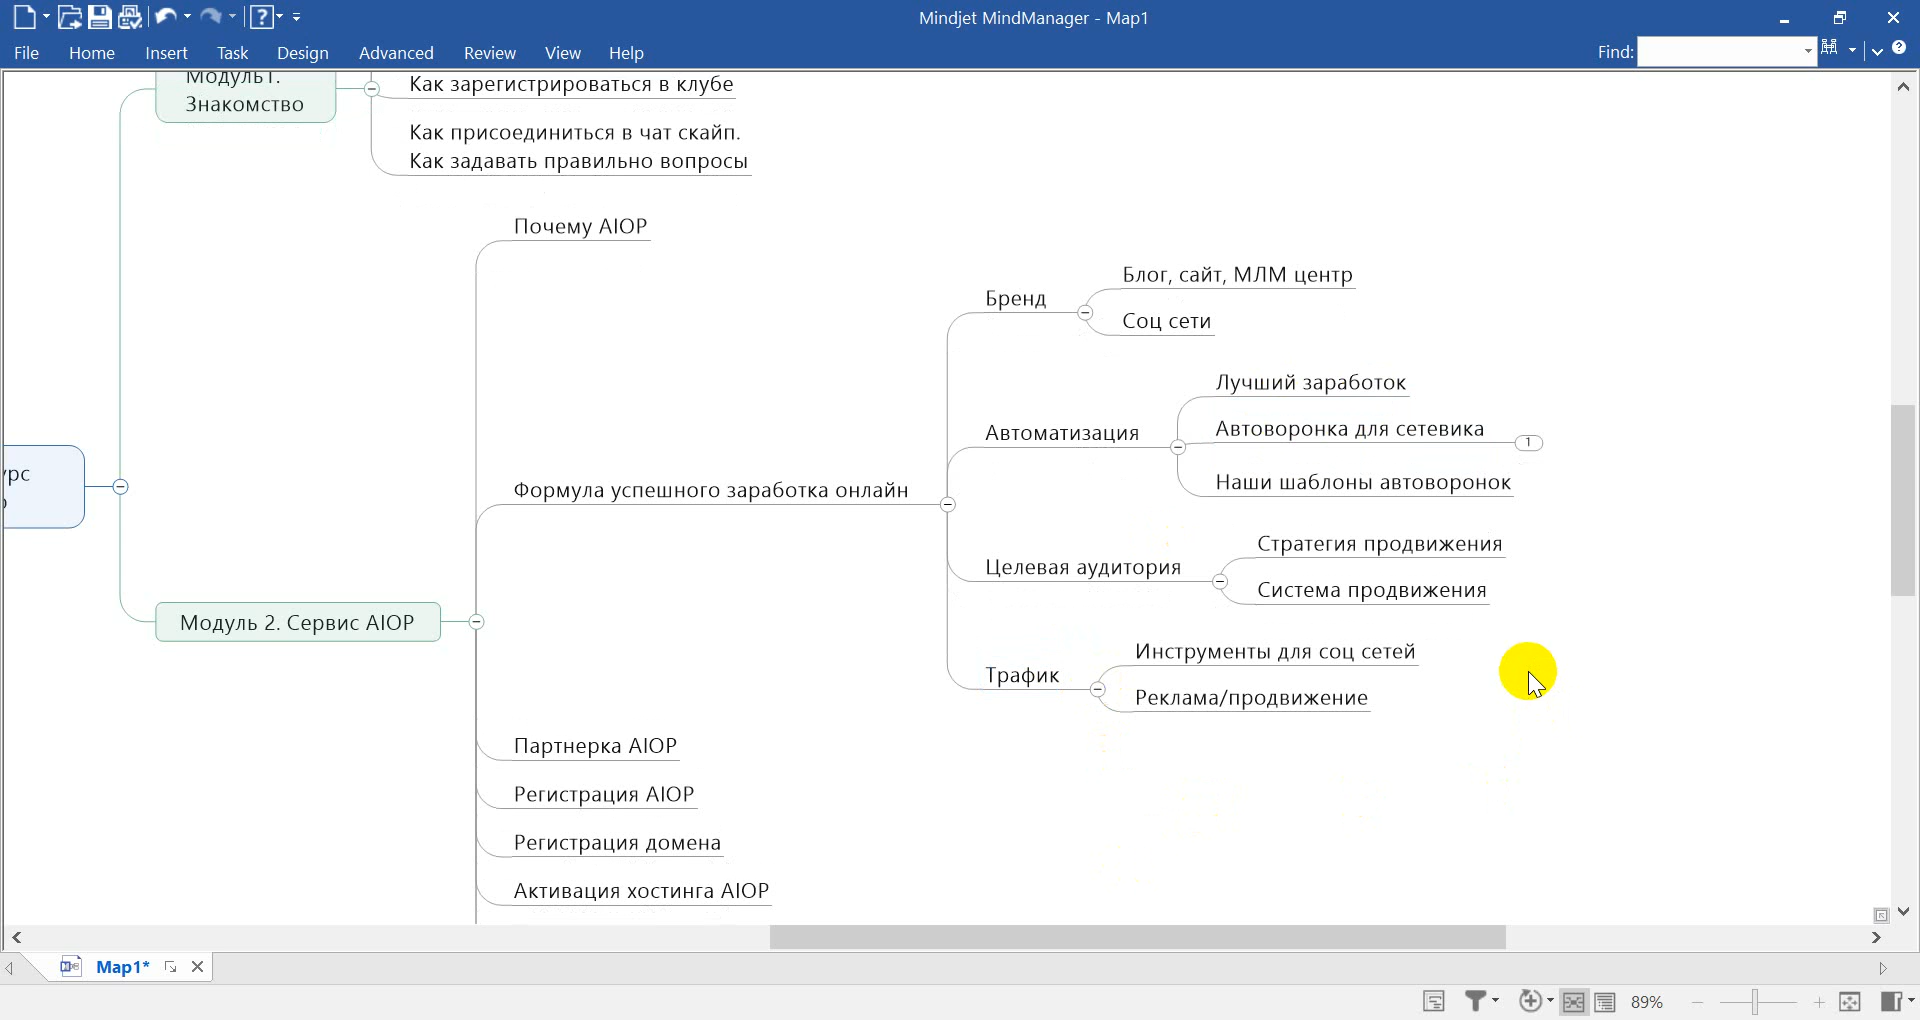 Mindjet MindManager - Map1
File Home Insert Task Design Advanced Review View Help Find:
Модуль1.
Знакомство
Как зарегистрироваться в клубе
Как присоединиться в чат скайп.
Как задавать правильно вопросы
Почему AIOP
Бренд
Блог, сайт, МЛМ центр
Соц сети
Автоматизация
Лучший заработок
Автоворонка для сетевика
1
Наши шаблоны автоворонок
урс
Формула успешного заработка онлайн
Целевая аудитория
Стратегия продвижения
Система продвижения
Модуль 2. Сервис AIOP
Трафик
Инструменты для соц сетей
Реклама/продвижение
Партнерка AIOP
Регистрация AIOP
Регистрация домена
Активация хостинга AIOP
Map1*
89%